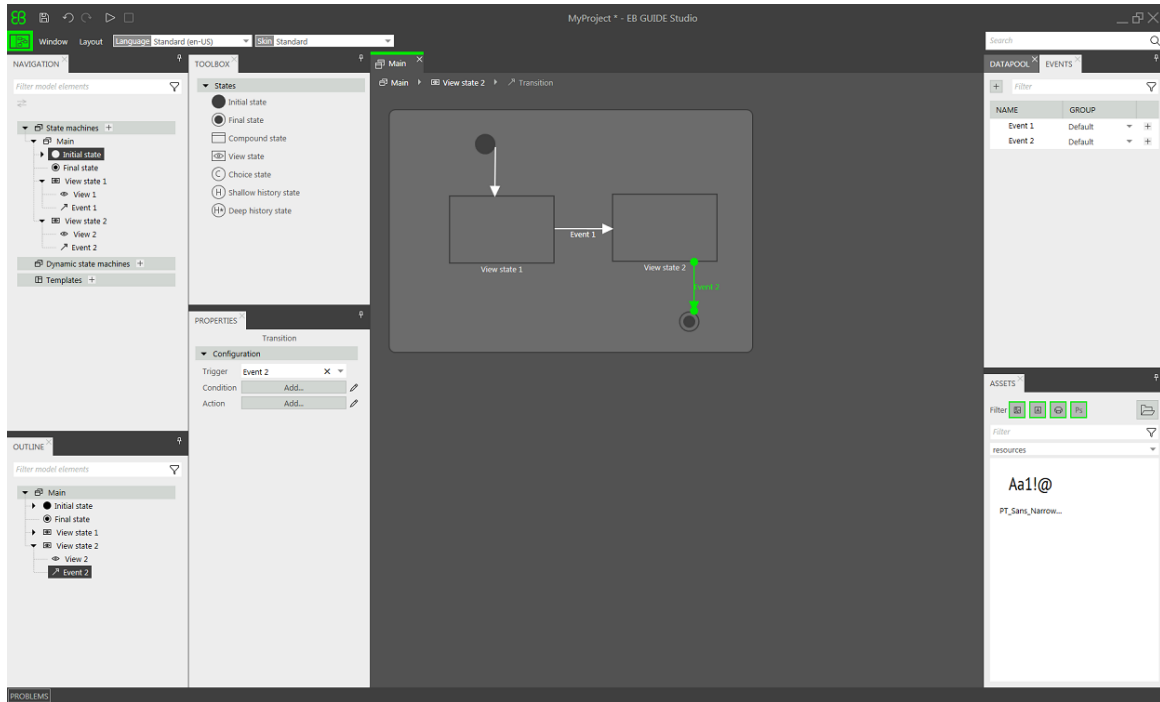 EB
MyProject * - EB GUIDE Studio
Window Layout Language Standard (en-US) Skin Standard
Search
NAVIGATION
Filter model elements
State machines
Main
Initial state
Final state
View state 1
View 1
Event 1
View state 2
View 2
Event 2
Dynamic state machines
Templates
OUTLINE
Filter model elements
Main
Initial state
Final state
View state 1
View state 2
View 2
Event 2
TOOLBOX
States
Initial state
Final state
Compound state
View state
C Choice state
H Shallow history state
H* Deep history state
PROPERTIES
Transition
Configuration
Trigger Event 2
Condition Add...
Action Add...
Main
Main View state 2 Transition
Event 1
View state 1
View state 2
Event 2
DATAPOOL EVENTS
+ Filter
NAME GROUP
Event 1 Default
Event 2 Default
ASSETS
Filter Ps
Filter
resources
Aa1!@
PT_Sans_Narrow...
PROBLEMS